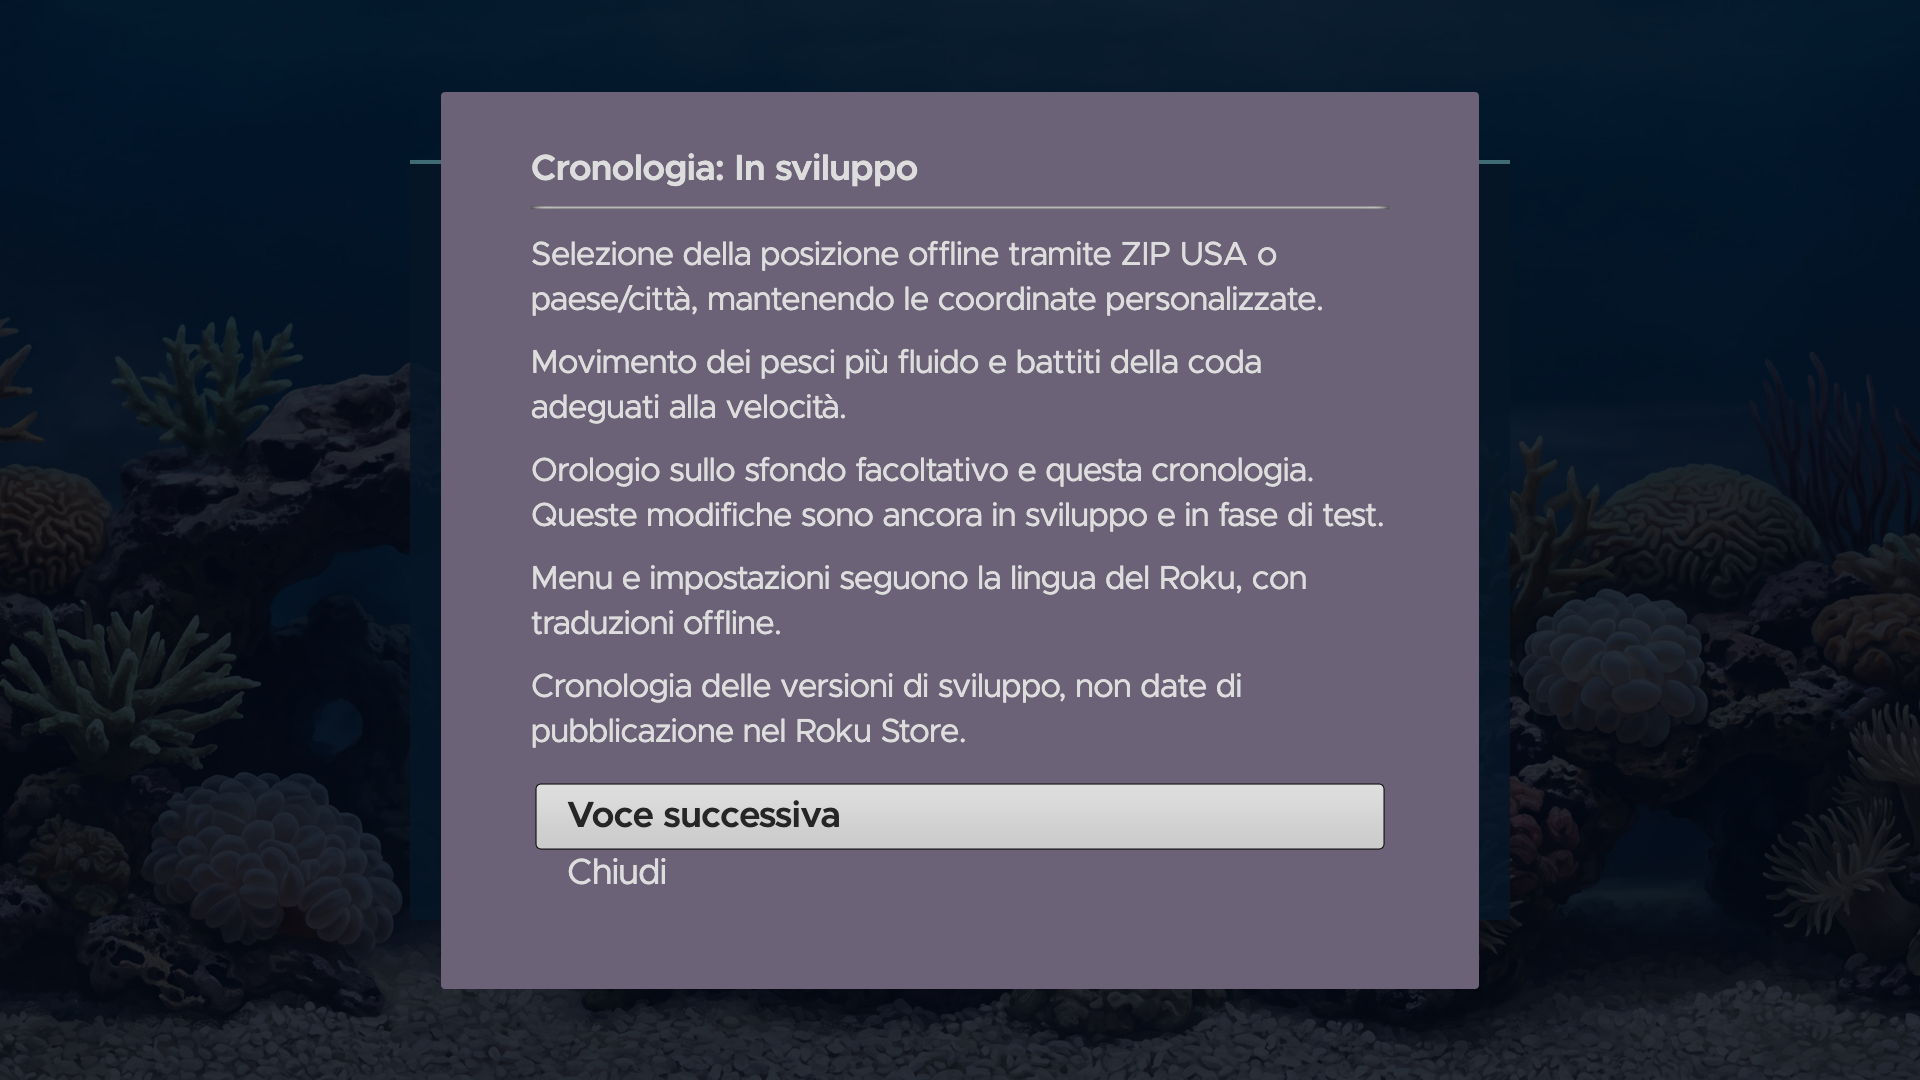 Cronologia: In sviluppo
Selezione della posizione offline tramite ZIP USA o
paese/città, mantenendo le coordinate personalizzate.
Movimento dei pesci più fluido e battiti della coda
adeguati alla velocità.
Orologio sullo sfondo facoltativo e questa cronologia.
Queste modifiche sono ancora in sviluppo e in fase di test.
Menu e impostazioni seguono la lingua del Roku, con
traduzioni offline.
Cronologia delle versioni di sviluppo, non date di
pubblicazione nel Roku Store.
Voce successiva
Chiudi